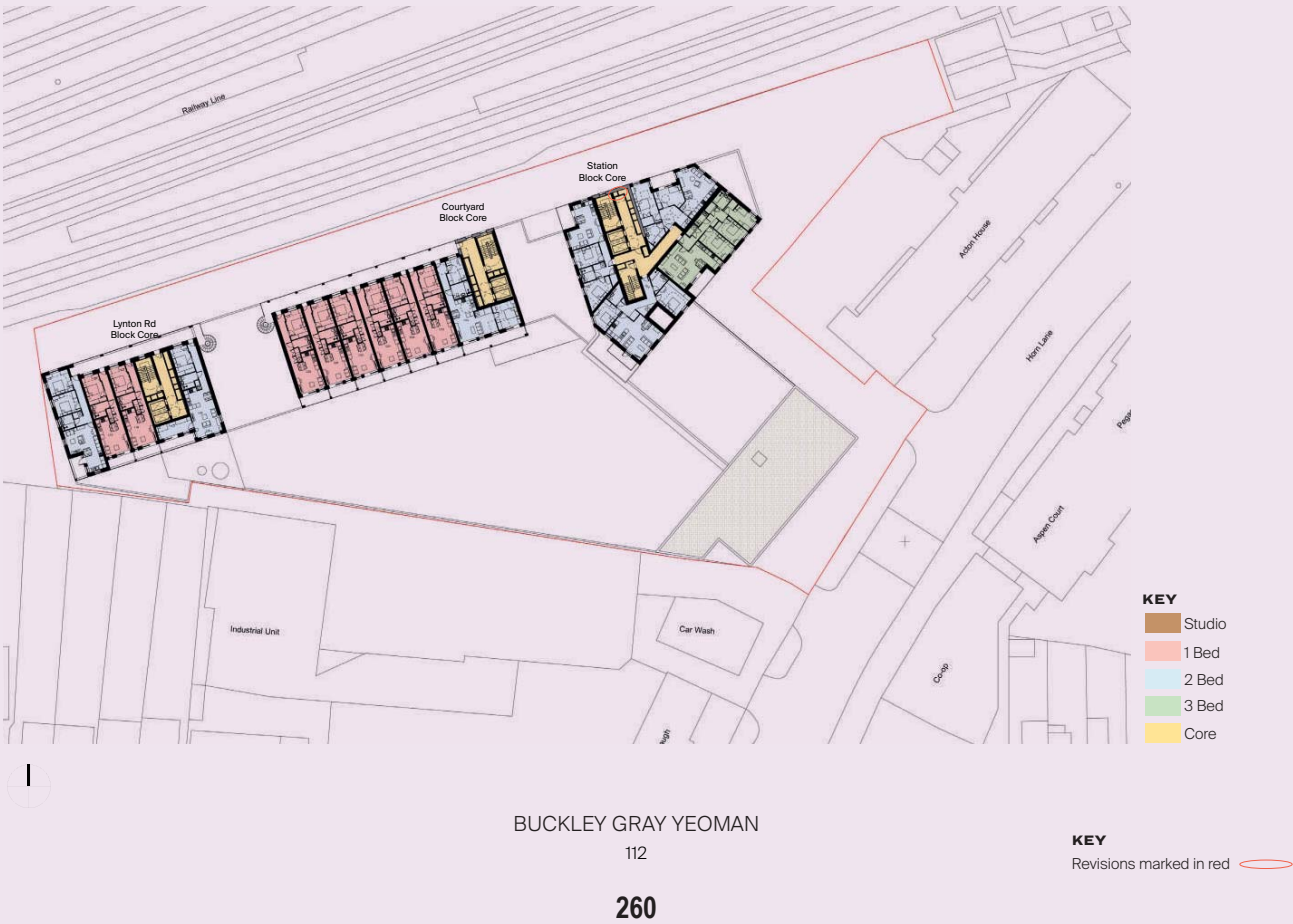 Railway Line
Station
Block Core
Courtyard
Block Core
Lynton Rd
Block Core
Acton House
Horn Lane
Aspen Court
Industrial Unit
Car Wash
Co-op
KEY
Studio
1 Bed
2 Bed
3 Bed
Core
BUCKLEY GRAY YEOMAN
112
KEY
Revisions marked in red
260